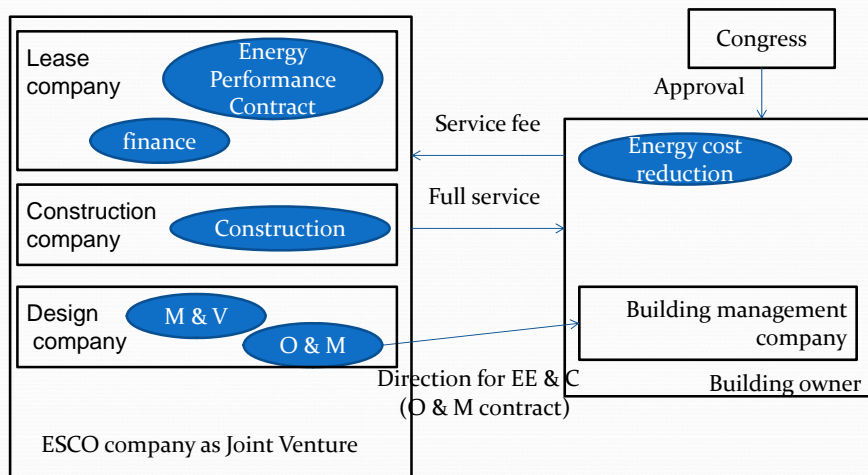 Lease
company
Energy
Performance
Contract
finance
Construction
company
Construction
Design
company
M & V
O & M
ESCO company as Joint Venture
Service fee
Full service
Direction for EE & C
(O & M contract)
Congress
Approval
Energy cost
reduction
Building management
company
Building owner